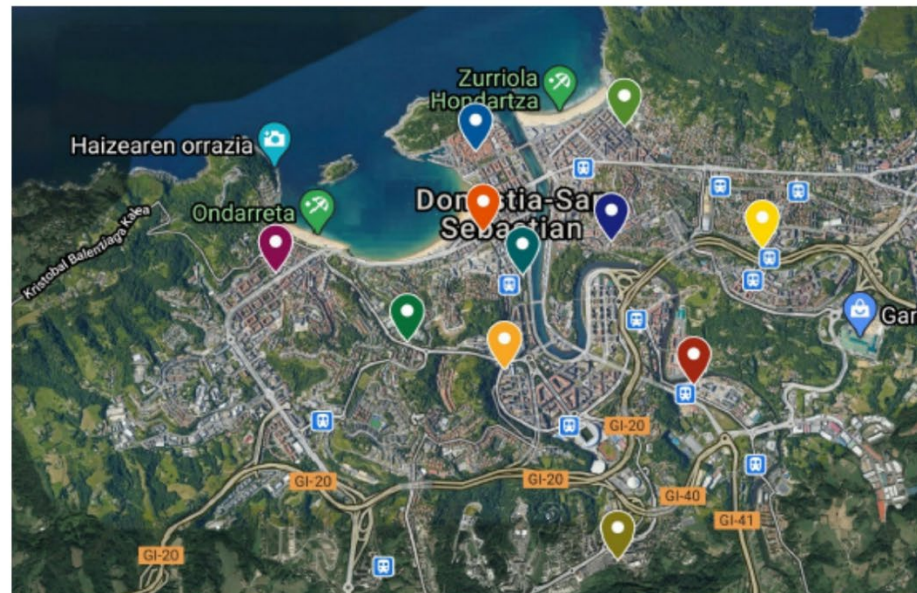 Zurriola
Hondartza
Haizearen orrazia
Ondarreta
Donostia-San
Sebastian
Kristobal Balentziaga Kalea
Gar
GI-20
GI-20
GI-20
GI-40
GI-41
GI-20